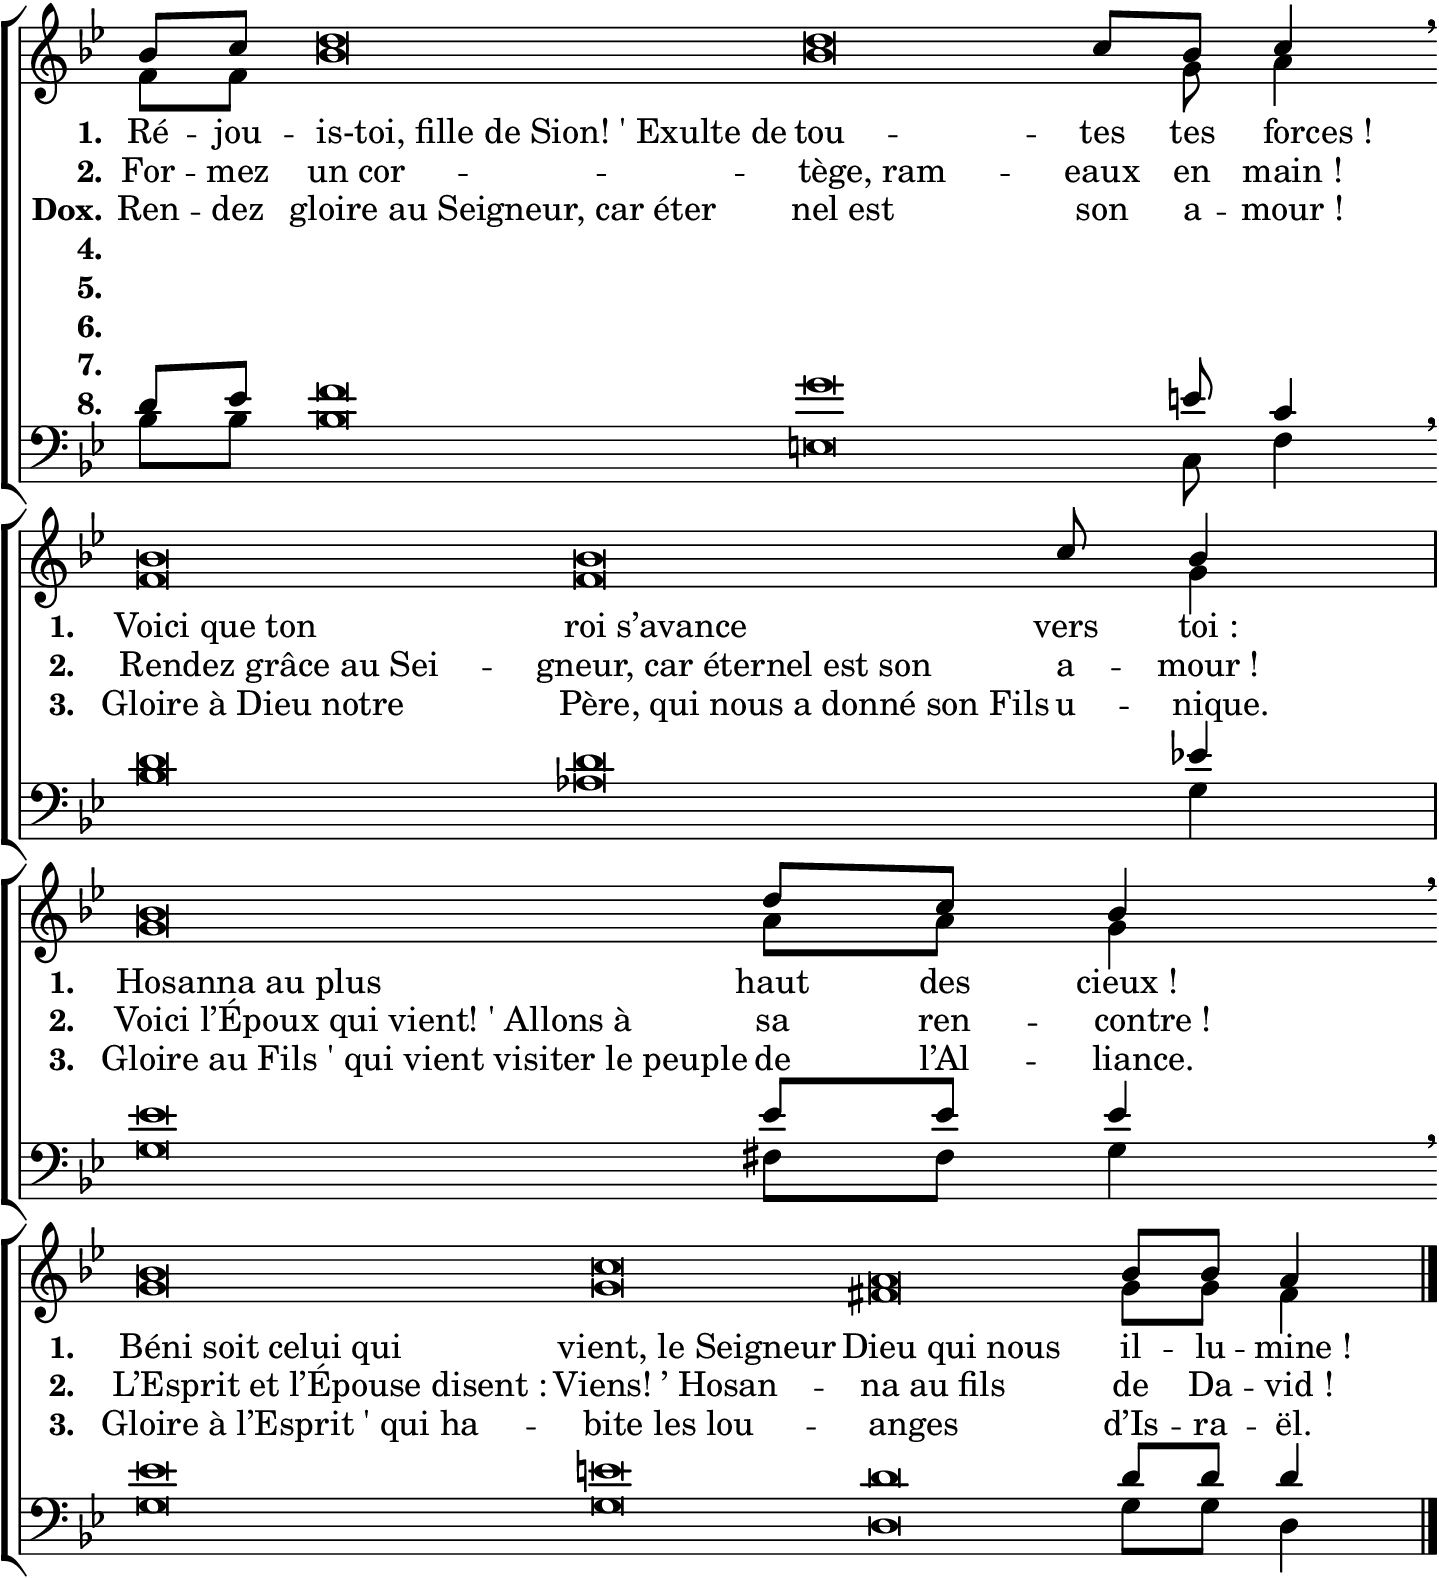 1. Ré - jou - is-toi, fille de Sion! ' Exulte de tou - - tes tes forces !
2. For - mez un cor - - - tège, ram - eaux en main !
Dox. Ren - dez gloire au Seigneur, car éter nel est son a - mour !
4.
5.
6.
7.
8.
1. Voici que ton roi s’avance vers toi :
2. Rendez grâce au Sei - gneur, car éternel est son a - mour !
3. Gloire à Dieu notre Père, qui nous a donné son Fils u - nique.
1. Hosanna au plus haut des cieux !
2. Voici l’Époux qui vient! ' Allons à sa ren - contre !
3. Gloire au Fils ' qui vient visiter le peuple de l’Al - liance.
1. Béni soit celui qui vient, le Seigneur Dieu qui nous il - lu - mine !
2. L’Esprit et l’Épouse disent : Viens! ’ Hosan - na au fils de Da - vid !
3. Gloire à l’Esprit ' qui ha - bite les lou - anges d’Is - ra - ël.